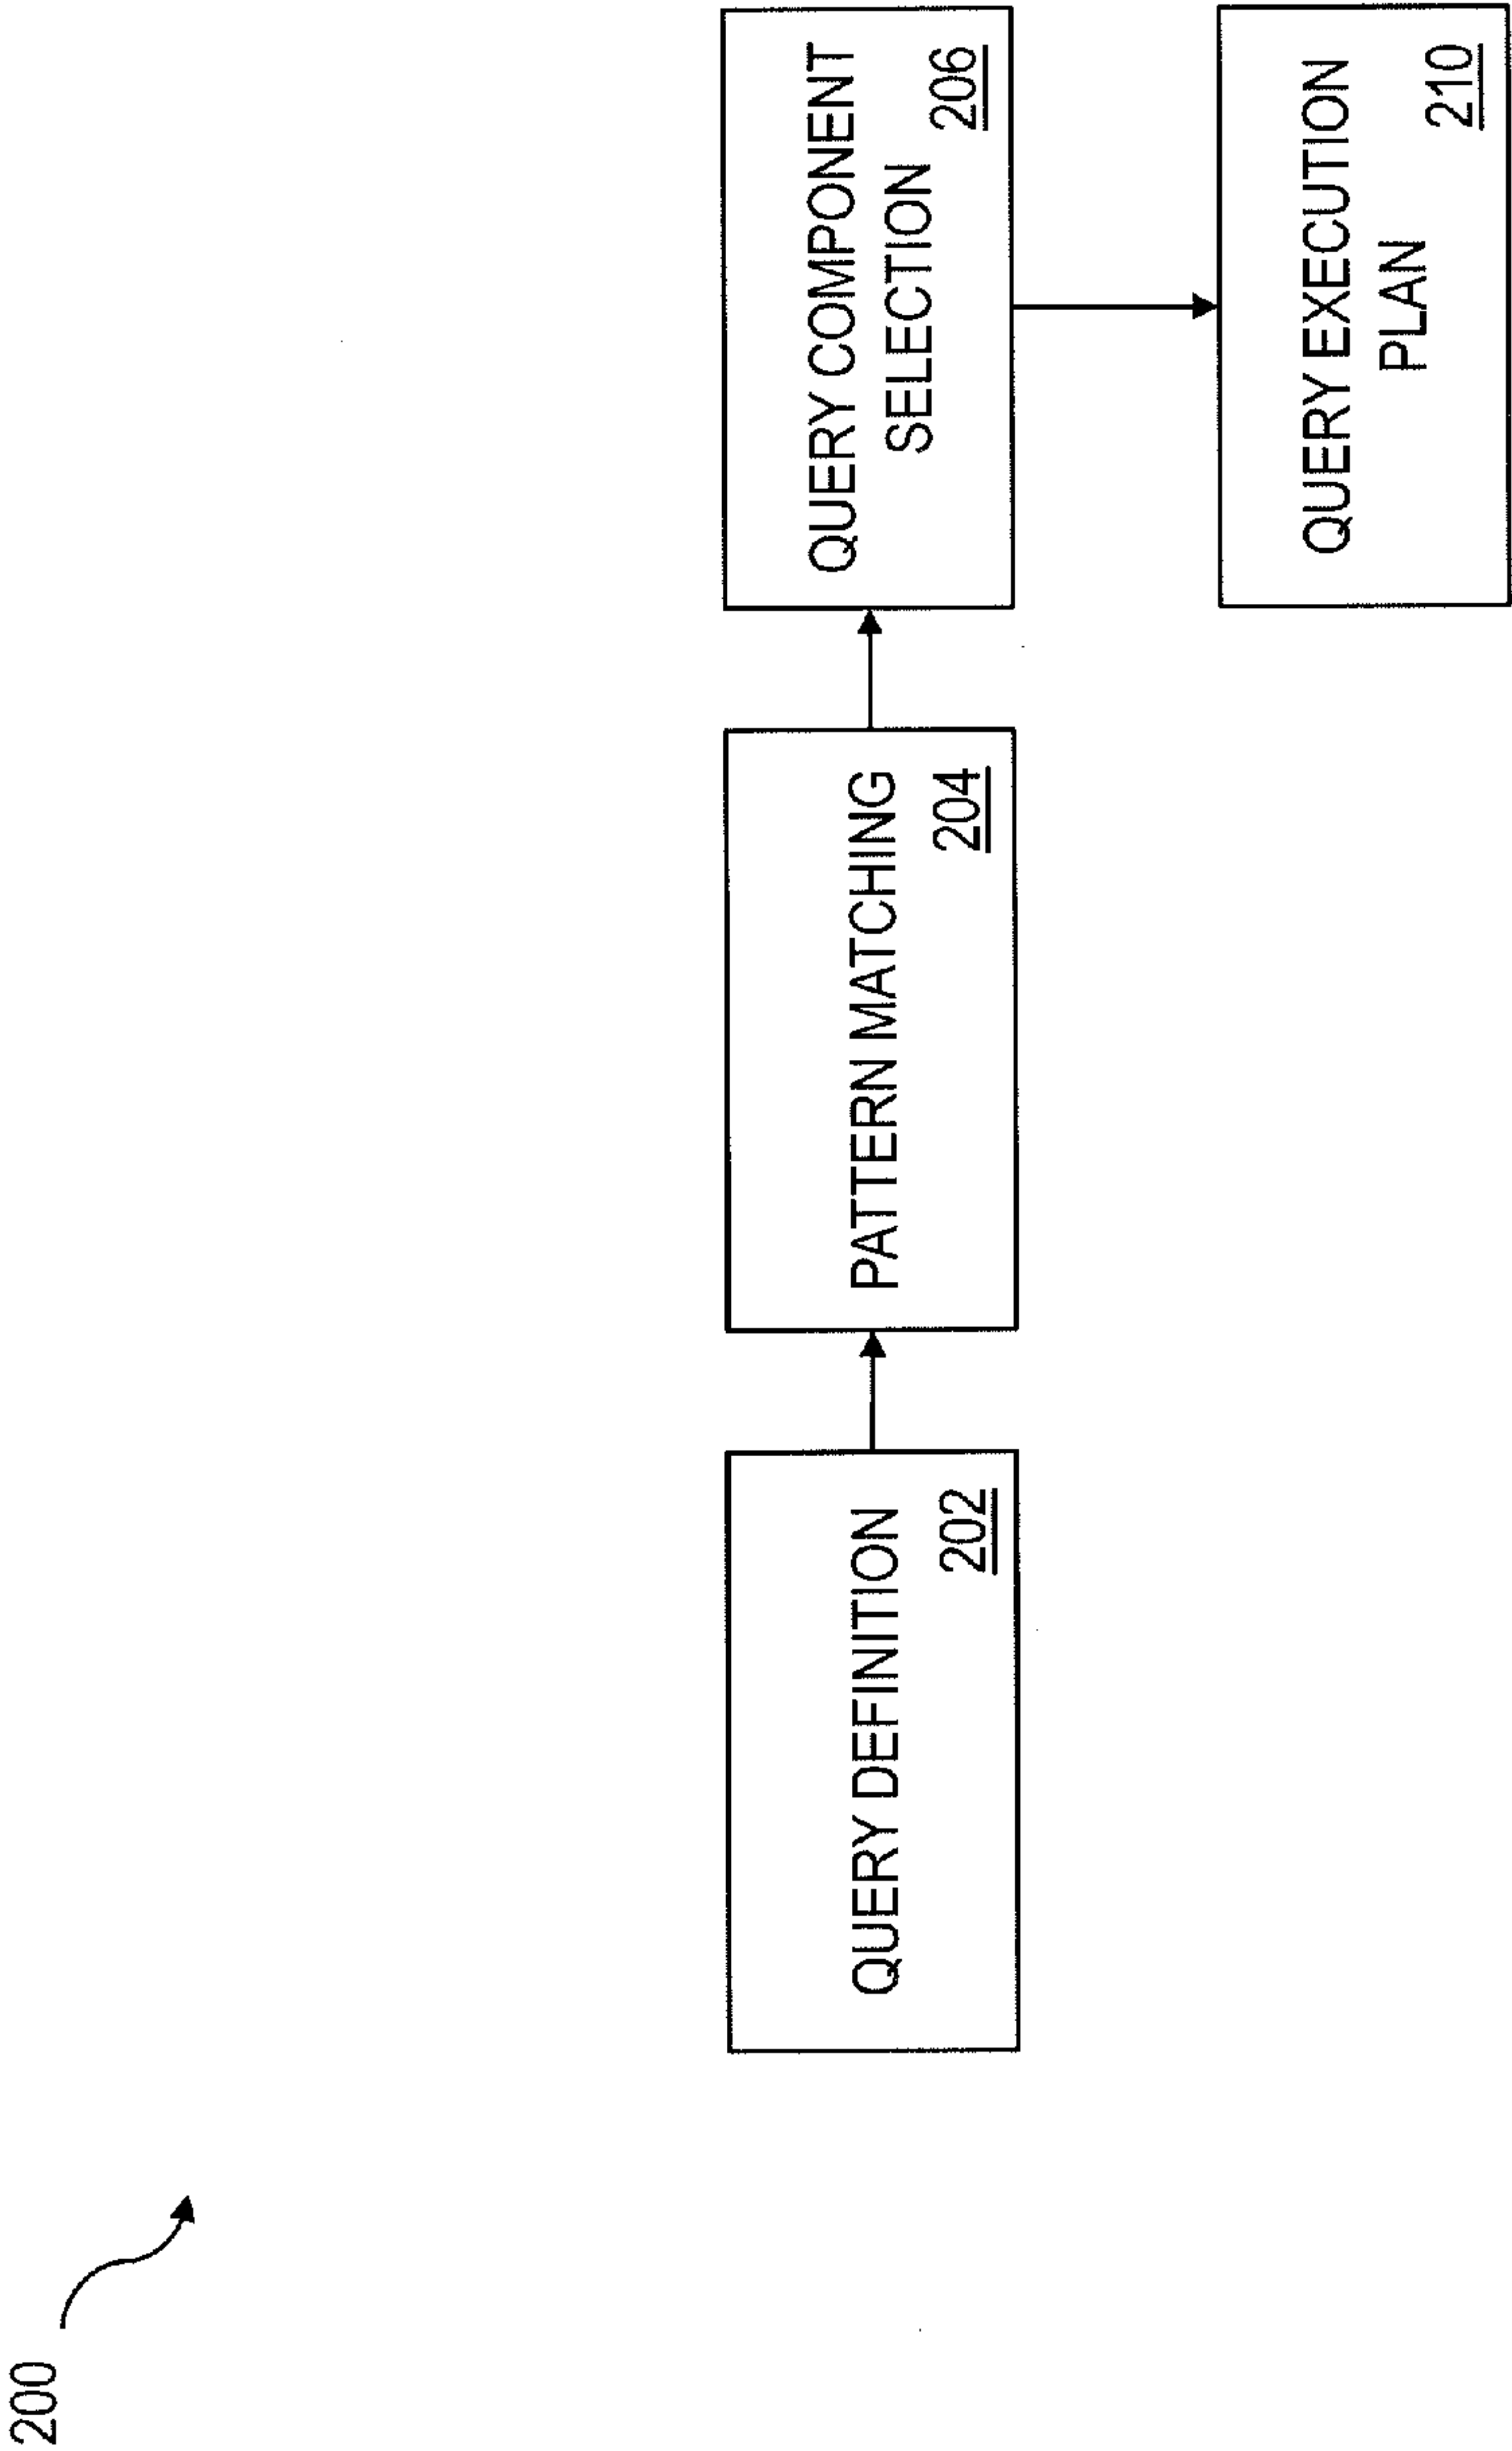 200
QUERY DEFINITION
202
PATTERN MATCHING
204
QUERY COMPONENT
SELECTION
206
QUERY EXECUTION
PLAN
210